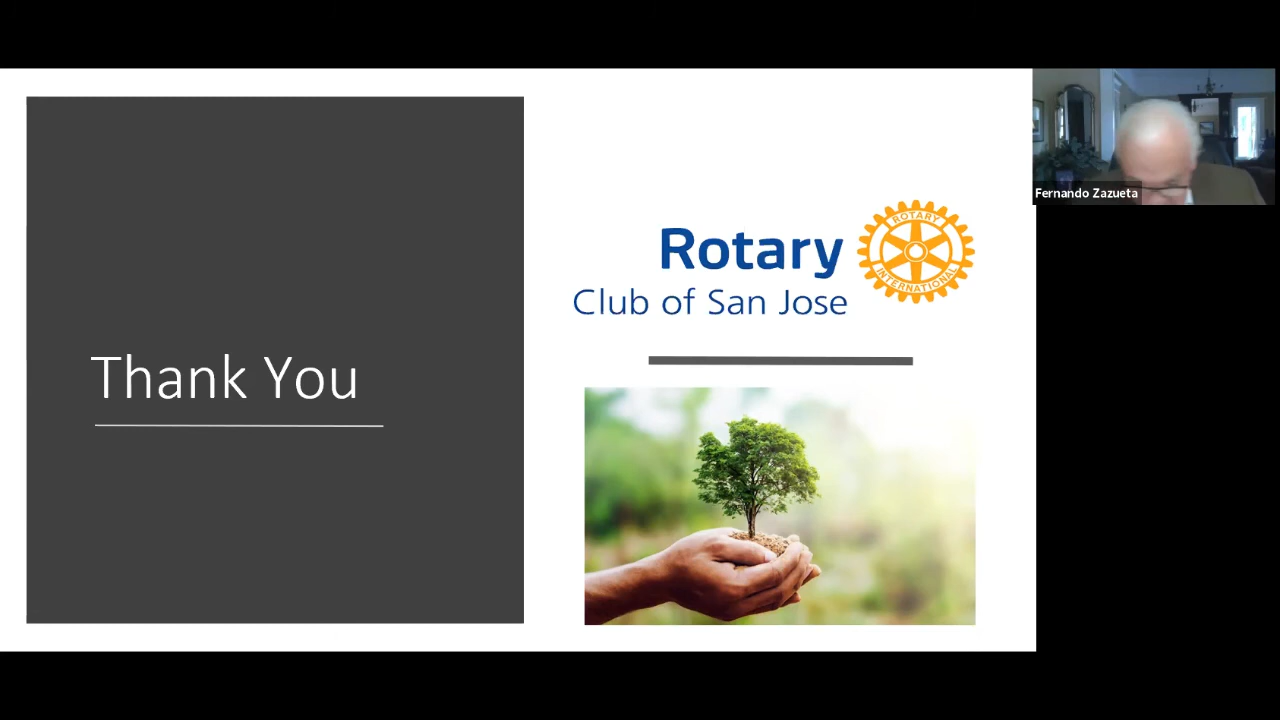 Thank You
Rotary
Club of San Jose
ROTARY
INTERNATIONAL
Fernando Zazueta